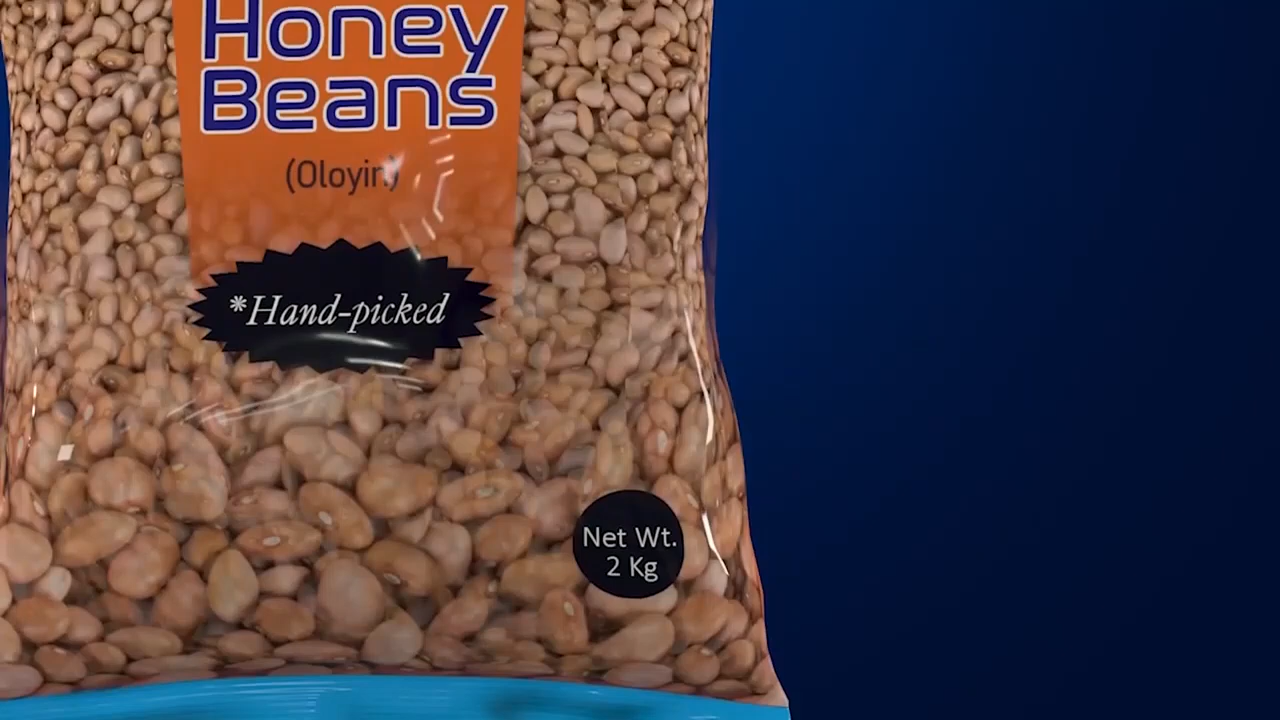 Honey
Beans
(Oloyin)
*Hand-picked
Net Wt.
2 Kg